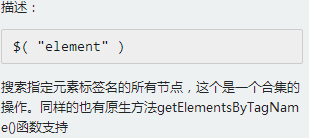 描述：
$( "element" )
搜索指定元素标签名的所有节点，这个是一个合集的
操作。同样的也有原生方法getElementsByTagNam
e()函数支持